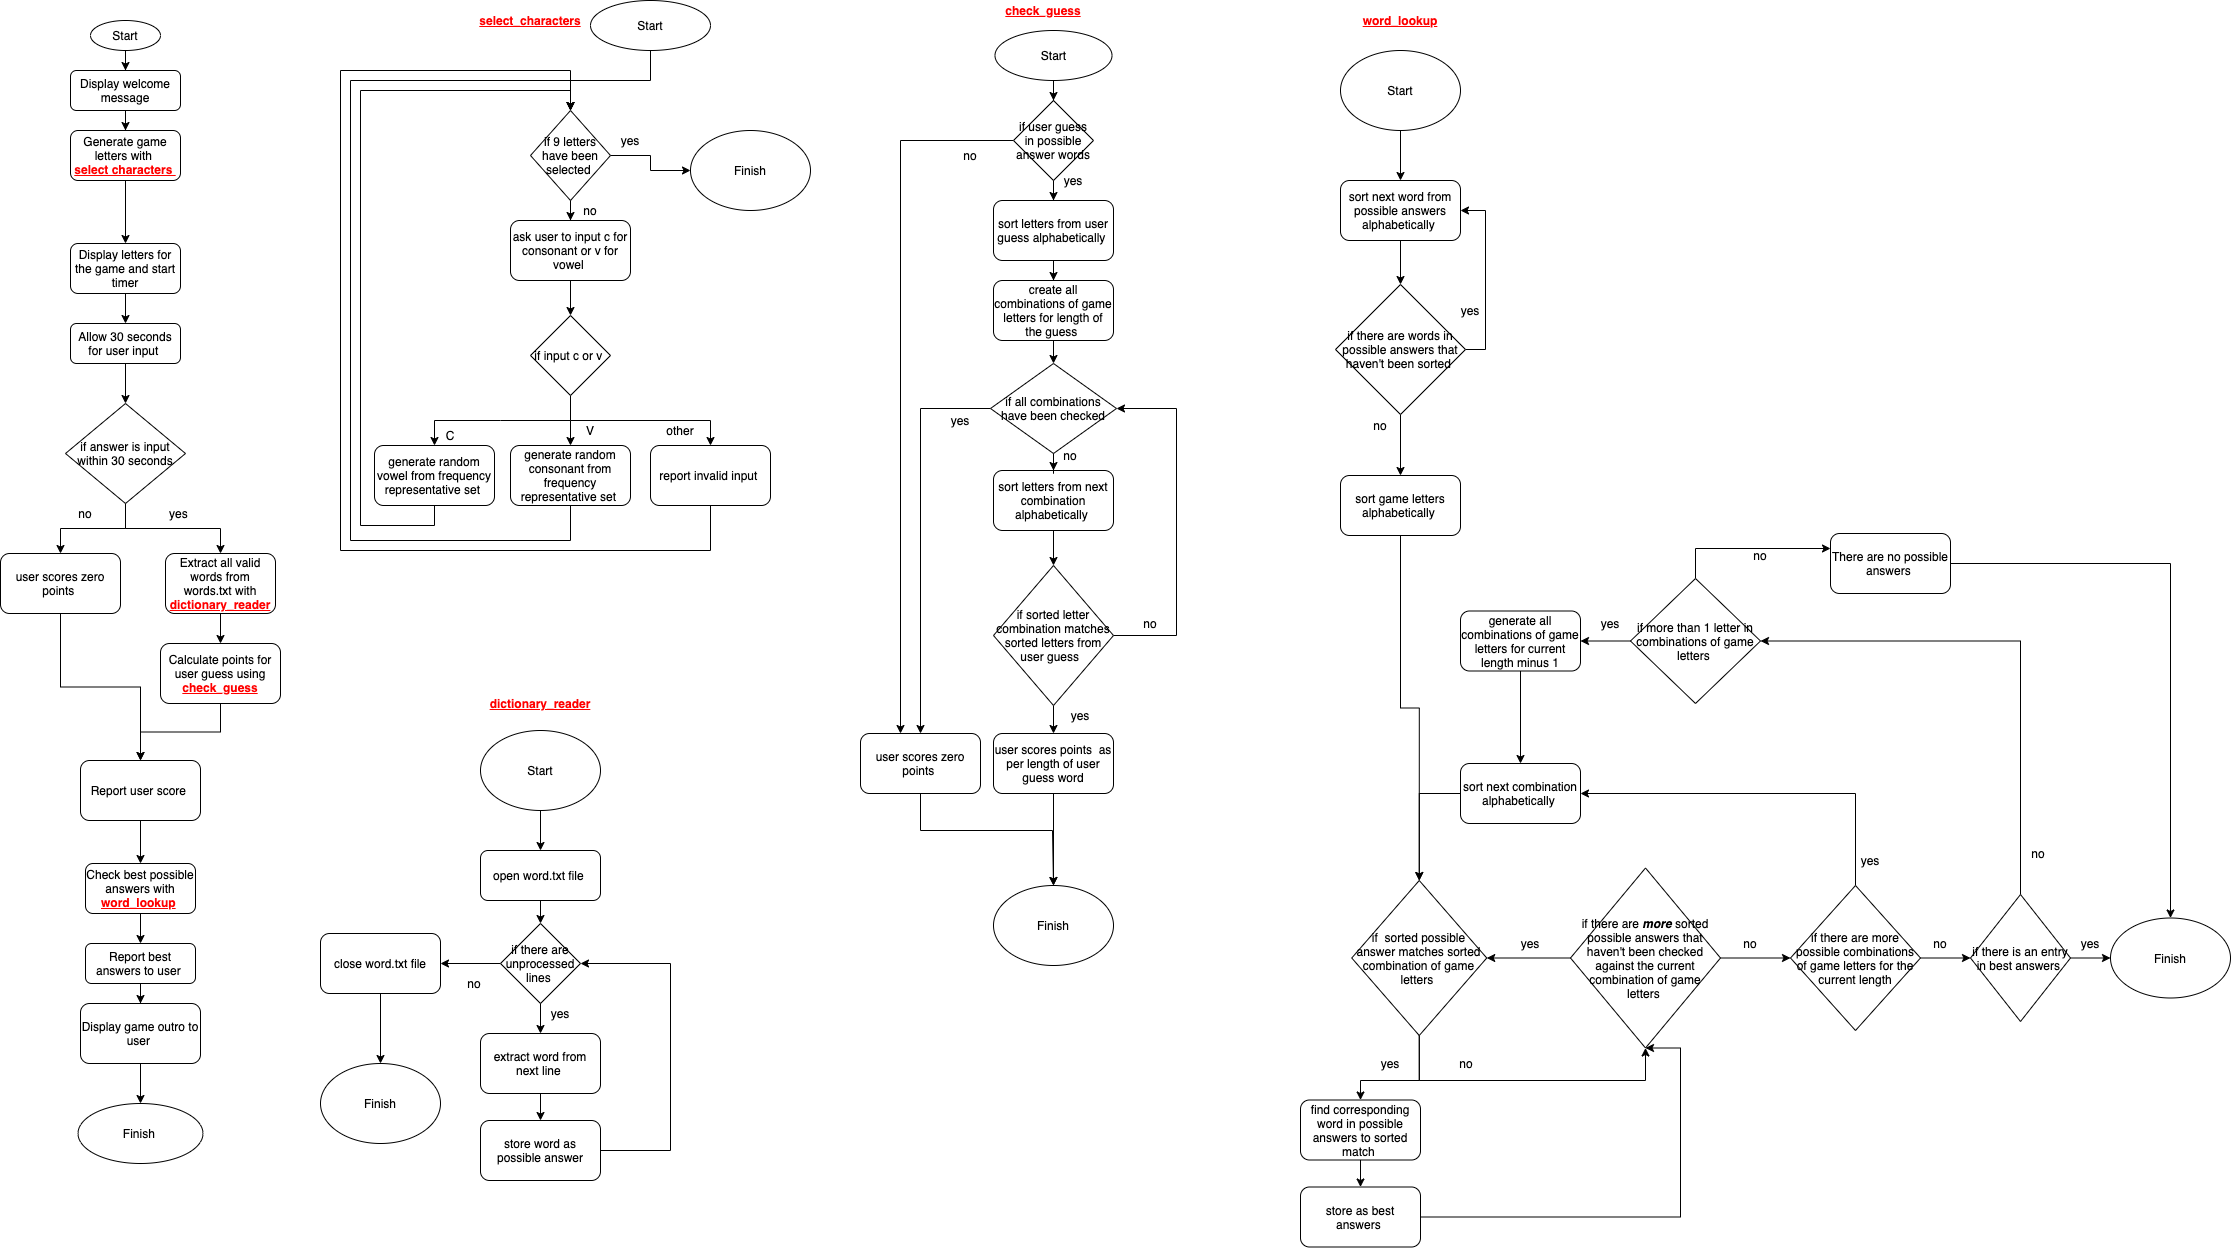 Start
Display welcome
message
Generate game
letters with
select characters
Display letters for
the game and start
timer
Allow 30 seconds
for user input
if answer is input
within 30 seconds
no
yes
user scores zero
points
Extract all valid
words from
words.txt with
dictionary_reader
Calculate points for
user guess using
check_guess
Report user score
Check best possible
answers with
word_lookup
Report best
answers to user
Display game outro to
user
Finish
select_characters
Start
if 9 letters
have been
selected
yes
Finish
no
ask user to input c for
consonant or v for
vowel
if input c or v
C
V
other
generate random
vowel from frequency
representative set
generate random
consonant from
frequency
representative set
report invalid input
dictionary_reader
Start
open word.txt file
if there are
unprocessed
lines
no
close word.txt file
Finish
yes
extract word from
next line
store word as
possible answer
check_guess
Start
if user guess
in possible
answer words
no
yes
sort letters from user
guess alphabetically
create all
combinations of game
letters for length of
the guess
if all combinations
have been checked
yes
no
sort letters from next
combination
alphabetically
if sorted letter
combination matches
sorted letters from
user guess
no
yes
user scores zero
points
user scores points as
per length of user
guess word
Finish
word_lookup
Start
sort next word from
possible answers
alphabetically
yes
if there are words in
possible answers that
haven't been sorted
no
sort game letters
alphabetically
no
There are no possible
answers
generate all
combinations of game
letters for current
length minus 1
yes
if more than 1 letter in
combinations of game
letters
sort next combination
alphabetically
yes
no
if sorted possible
answer matches sorted
combination of game
letters
yes
if there are more sorted
possible answers that
haven't been checked
against the current
combination of game
letters
no
if there are more
possible combinations
of game letters for the
current length
no
if there is an entry
in best answers
yes
Finish
yes
no
find corresponding
word in possible
answers to sorted
match
store as best
answers